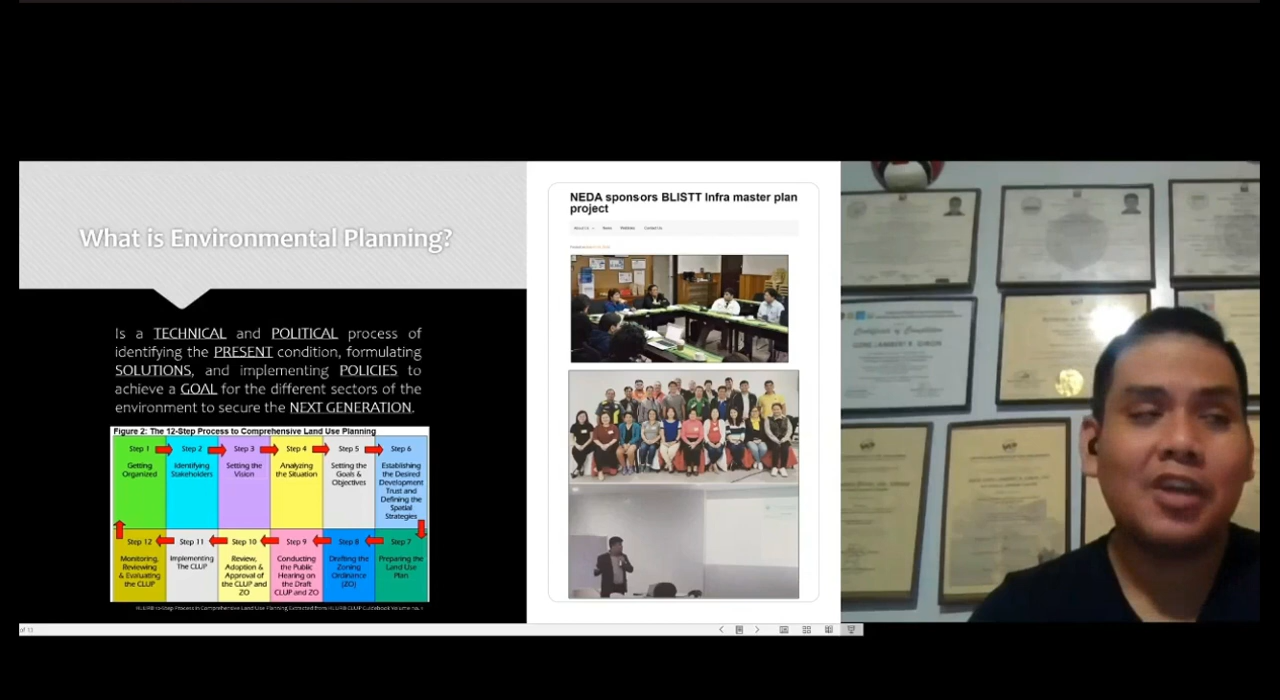 What is Environmental Planning?
Is a TECHNICAL and POLITICAL process of
identifying the PRESENT condition, formulating
SOLUTIONS, and implementing POLICIES to
achieve a GOAL for the different sectors of the
environment to secure the NEXT GENERATION.
Figure 2: The 12-Step Process to Comprehensive Land Use Planning
Step 1
Getting
Organized
Step 2
Identifying
Stakeholders
Step 3
Setting the
Vision
Step 4
Analyzing
the Situation
Step 5
Setting the
Goals &
Objectives
Step 6
Establishing
the Desired
Development
Trust and
Defining the
Spatial
Strategies
Step 12
Monitoring,
Reviewing
& Evaluating
the CLUP
Step 11
Implementing
The CLUP
Step 10
Review,
Adoption &
Approval of
the CLUP and
ZO
Step 9
Conducting
the Public
Hearing on
the Draft
CLUP and ZO
Step 8
Drafting the
Zoning
Ordinance
(ZO)
Step 7
Preparing the
Land Use
Plan
NEDA sponsors BLISTT Infra master plan
project
About Us News Contact Us